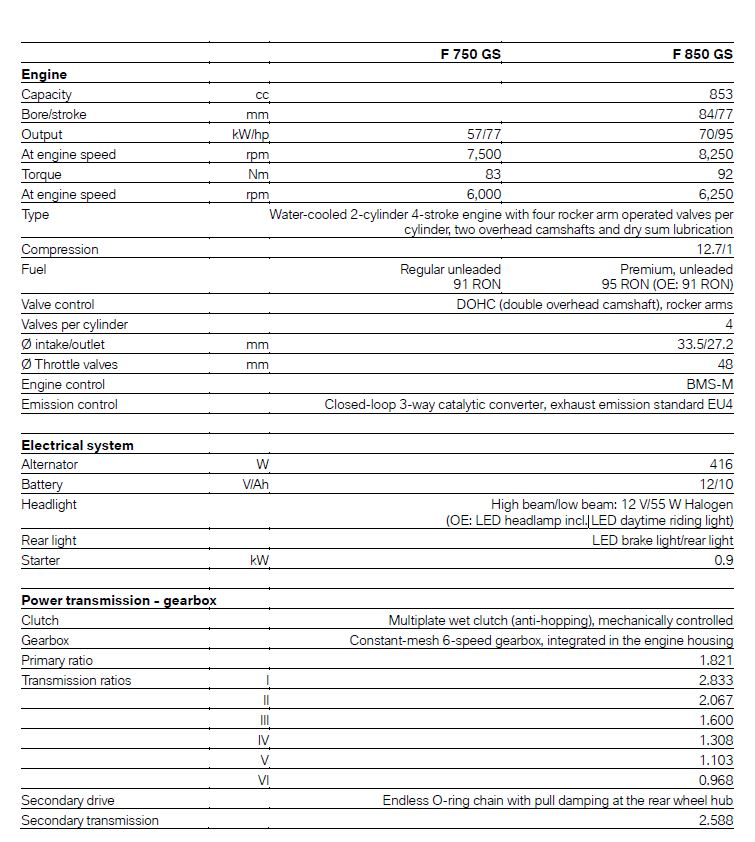 F 750 GS F 850 GS
Engine
Capacity cc 853
Bore/stroke mm 84/77
Output kW/hp 57/77 70/95
At engine speed rpm 7,500 8,250
Torque Nm 83 92
At engine speed rpm 6,000 6,250
Type Water-cooled 2-cylinder 4-stroke engine with four rocker arm operated valves per
cylinder, two overhead camshafts and dry sum lubrication
Compression 12.7/1
Fuel Regular unleaded Premium, unleaded
91 RON 95 RON (OE: 91 RON)
Valve control DOHC (double overhead camshaft), rocker arms
Valves per cylinder 4
Ø intake/outlet mm 33.5/27.2
Ø Throttle valves mm 48
Engine control BMS-M
Emission control Closed-loop 3-way catalytic converter, exhaust emission standard EU4
Electrical system
Alternator W 416
Battery V/Ah 12/10
Headlight High beam/low beam: 12 V/55 W Halogen
(OE: LED headlamp incl. LED daytime riding light)
Rear light LED brake light/rear light
Starter kW 0.9
Power transmission - gearbox
Clutch Multiplate wet clutch (anti-hopping), mechanically controlled
Gearbox Constant-mesh 6-speed gearbox, integrated in the engine housing
Primary ratio 1.821
Transmission ratios I 2.833
II 2.067
III 1.600
IV 1.308
V 1.103
VI 0.968
Secondary drive Endless O-ring chain with pull damping at the rear wheel hub
Secondary transmission 2.588